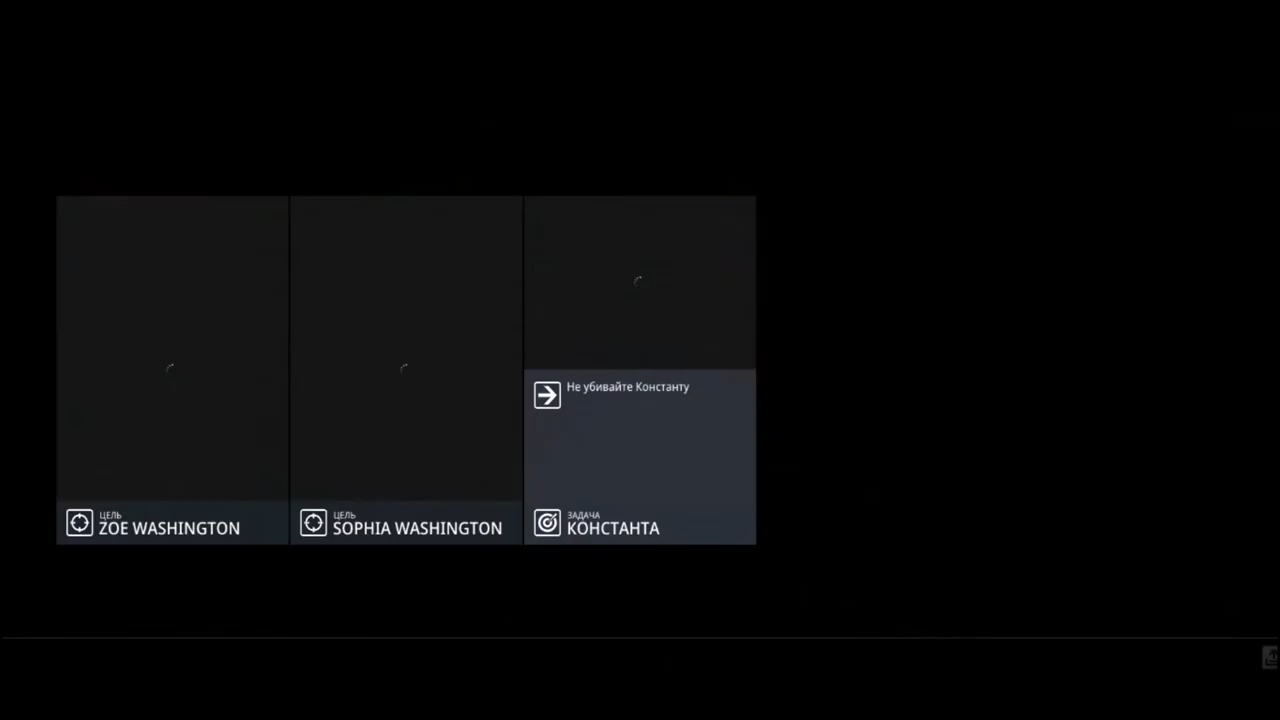 Не убивайте Константу
ЦЕЛЬ
ZOE WASHINGTON
ЦЕЛЬ
SOPHIA WASHINGTON
ЗАДАЧА
КОНСТАНТА